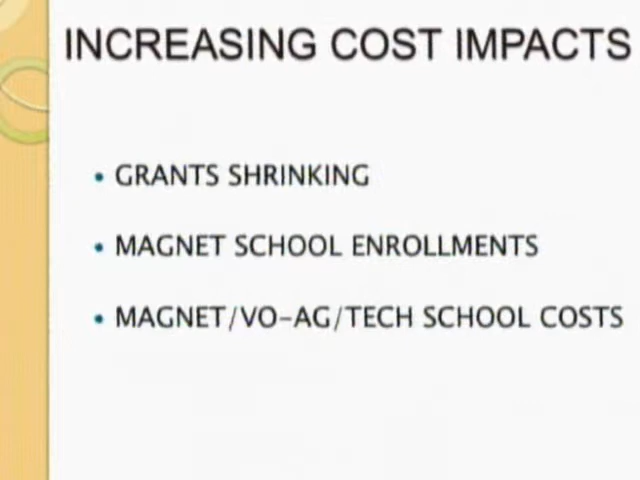 INCREASING COST IMPACTS
• GRANTS SHRINKING
• MAGNET SCHOOL ENROLLMENTS
• MAGNET/VO-AG/TECH SCHOOL COSTS